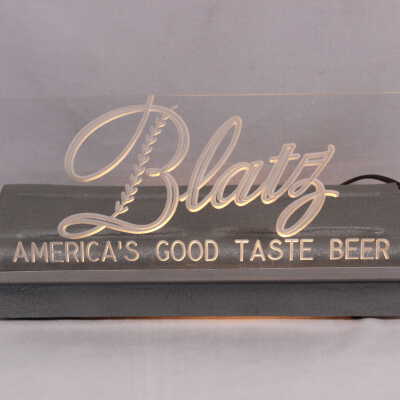 Blatz
AMERICA'S GOOD TASTE BEER